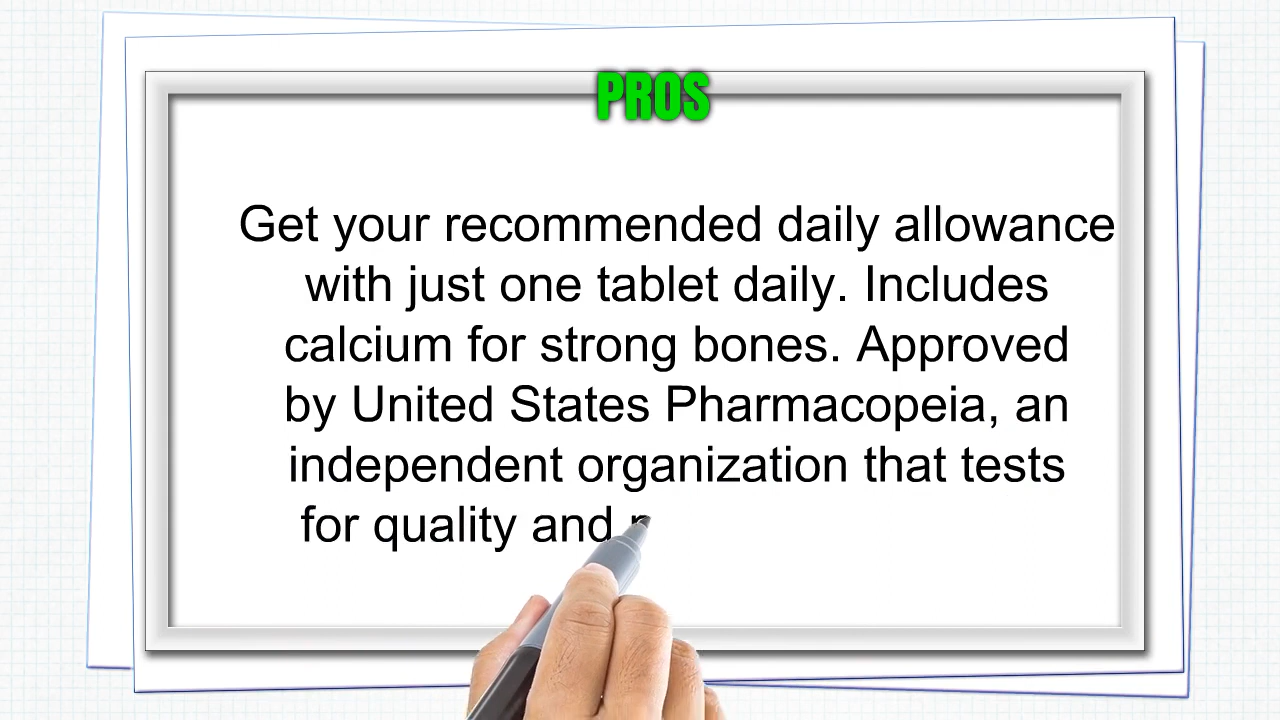 PROS
Get your recommended daily allowance
with just one tablet daily. Includes
calcium for strong bones. Approved
by United States Pharmacopeia, an
independent organization that tests
for quality and